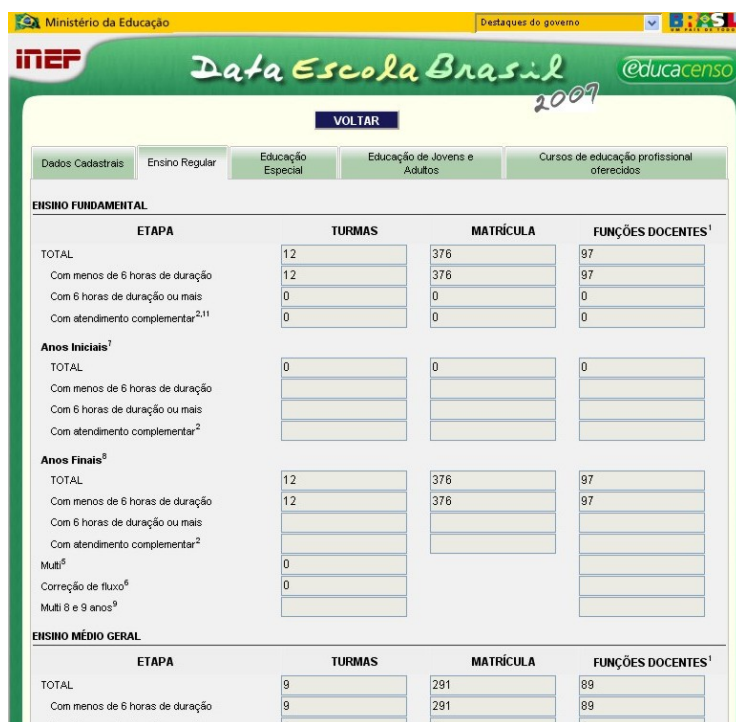 Ministério da Educação
Destaques do governo
BRASIL
UM PAÍS DE TODOS
INEP
Data Escola Brasil
2009
educacenso
VOLTAR
Dados Cadastrais
Ensino Regular
Educação Especial
Educação de Jovens e Adultos
Cursos de educação profissional oferecidos
ENSINO FUNDAMENTAL
ETAPA TURMAS MATRÍCULA FUNÇÕES DOCENTES¹
TOTAL 12 376 97
Com menos de 6 horas de duração 12 376 97
Com 6 horas de duração ou mais 0 0 0
Com atendimento complementar²,¹¹ 0 0 0
Anos Iniciais⁷
TOTAL 0 0 0
Com menos de 6 horas de duração
Com 6 horas de duração ou mais
Com atendimento complementar²
Anos Finais⁸
TOTAL 12 376 97
Com menos de 6 horas de duração 12 376 97
Com 6 horas de duração ou mais
Com atendimento complementar²
Multi⁵ 0
Correção de fluxo⁶ 0
Multi 8 e 9 anos⁹
ENSINO MÉDIO GERAL
ETAPA TURMAS MATRÍCULA FUNÇÕES DOCENTES¹
TOTAL 9 291 89
Com menos de 6 horas de duração 9 291 89